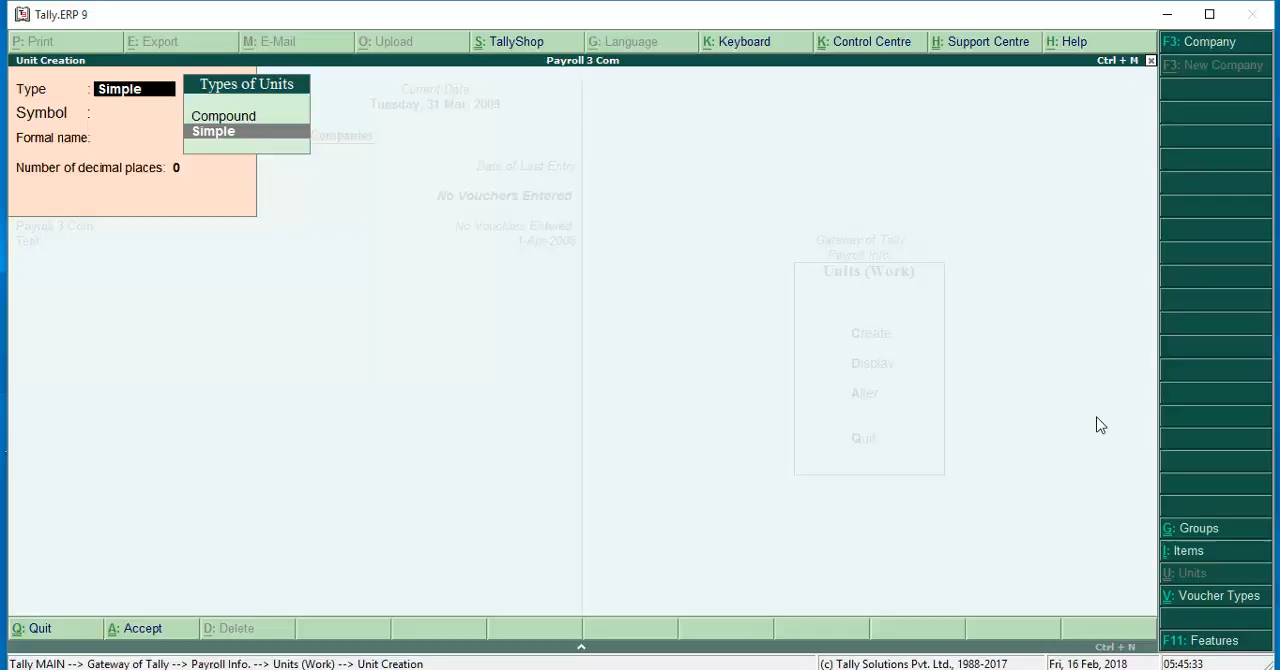 Tally.ERP 9
P: Print E: Export M: E-Mail O: Upload S: TallyShop G: Language K: Keyboard K: Control Centre H: Support Centre H: Help F3: Company
Unit Creation Payroll 3 Com Ctrl + M
F3: New Company
Type : Simple
Types of Units
Compound
Simple
Symbol :
Formal name:
Number of decimal places: 0
Current Date
Tuesday, 31 Mar, 2009
Companies
Date of Last Entry
No Vouchers Entered
Payroll 3 Com No Vouchers Entered
Test 1-Apr-2008
Gateway of Tally
Payroll Info.
Units (Work)
Create
Display
Alter
Quit
G: Groups
I: Items
U: Units
V: Voucher Types
F11: Features
Q: Quit A: Accept D: Delete
Ctrl + N
Tally MAIN --> Gateway of Tally --> Payroll Info. --> Units (Work) --> Unit Creation (c) Tally Solutions Pvt. Ltd., 1988-2017 Fri, 16 Feb, 2018 05:45:33